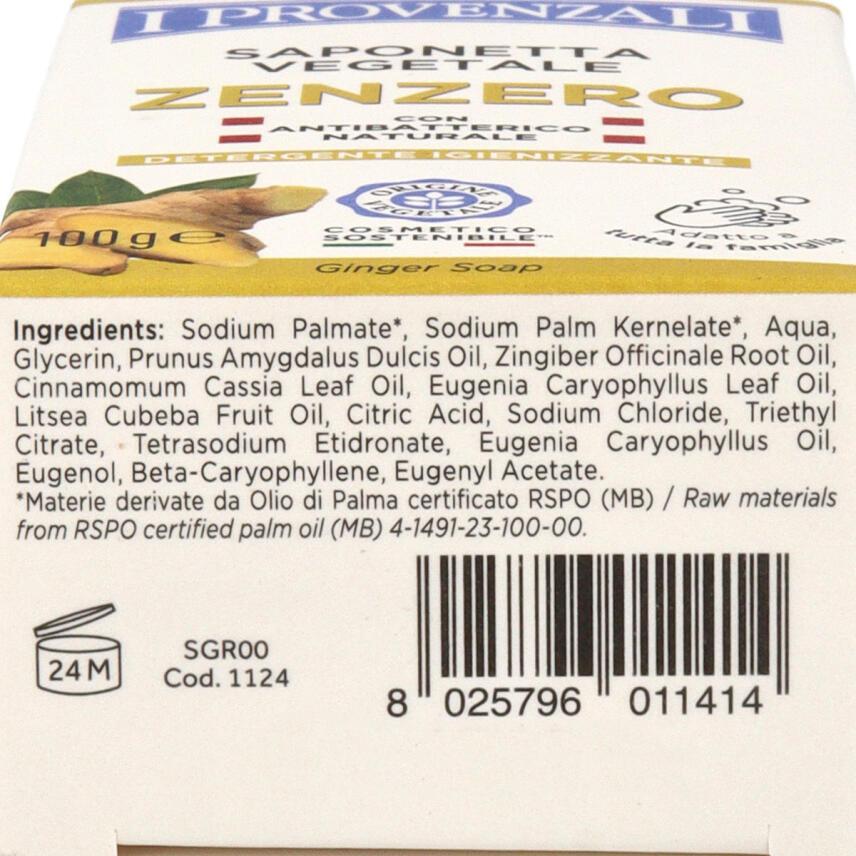 I PROVENZALI
SAPONETTA
VEGETALE
ZENZERO
CON
ANTIBATTERICO
NATURALE
DETERGENTE IGIENIZZANTE
ORIGINE
VEGETALE
100g e
COSMETICO
SOSTENIBILE™
Adatto a
tutta la famiglia
Ginger Soap
Ingredients: Sodium Palmate*, Sodium Palm Kernelate*, Aqua,
Glycerin, Prunus Amygdalus Dulcis Oil, Zingiber Officinale Root Oil,
Cinnamomum Cassia Leaf Oil, Eugenia Caryophyllus Leaf Oil,
Litsea Cubeba Fruit Oil, Citric Acid, Sodium Chloride, Triethyl
Citrate, Tetrasodium Etidronate, Eugenia Caryophyllus Oil,
Eugenol, Beta-Caryophyllene, Eugenyl Acetate.
*Materie derivate da Olio di Palma certificato RSPO (MB) / Raw materials
from RSPO certified palm oil (MB) 4-1491-23-100-00.
24 M
SGR00
Cod. 1124
8 025796 011414